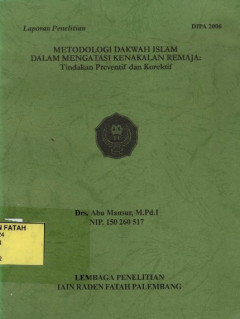 Laporan Penelitian
DIPA 2006
METODOLOGI DAKWAH ISLAM
DALAM MENGATASI KENAKALAN REMAJA:
Tindakan Preventif dan Korektif
Drs. Abu Mansur, M.Pd.I
NIP. 150 260 517
N FATAH
LEMBAGA PENELITIAN
IAIN RADEN FATAH PALEMBANG